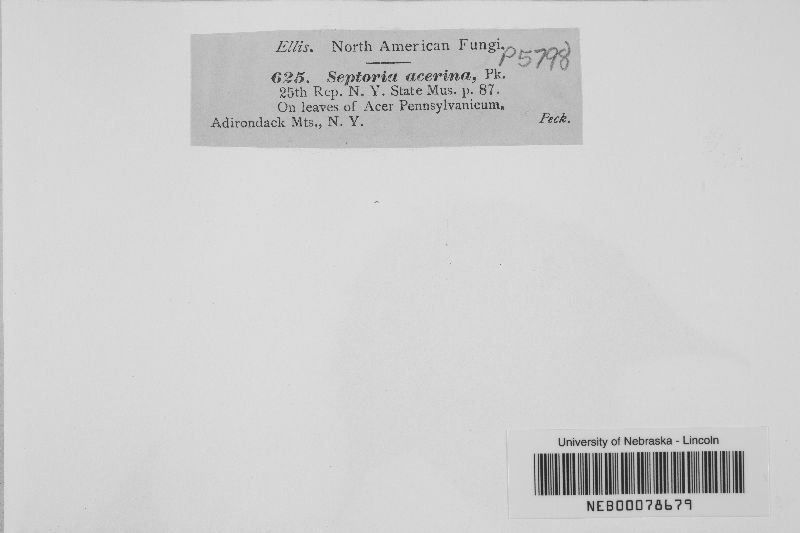 Ellis. North American Fungi.
P5798
625. Septoria acerina, Pk.
25th Rep. N. Y. State Mus. p. 87.
On leaves of Acer Pennsylvanicum.
Adirondack Mts., N. Y. Peck.
University of Nebraska - Lincoln
NEB00078679